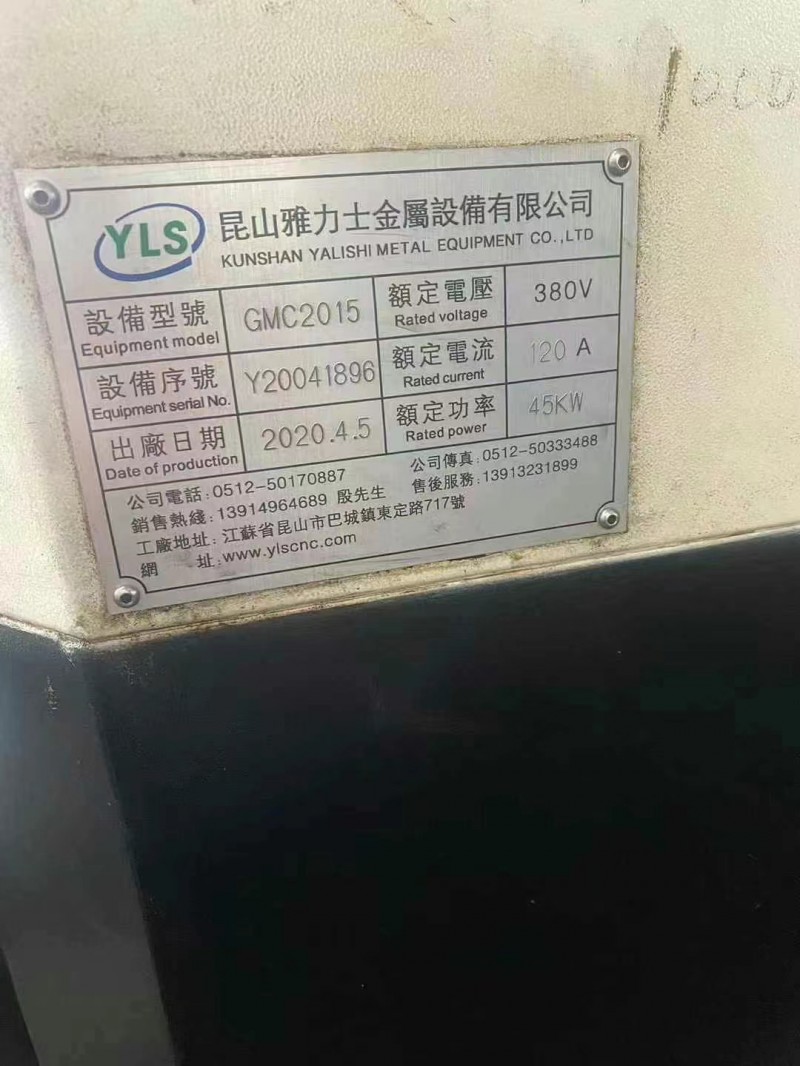 YLS
昆山雅力士金屬設備有限公司
KUNSHAN YALISHI METAL EQUIPMENT CO.,LTD
設備型號 GMC2015 額定電壓 380V
Equipment model Rated voltage
設備序號 Y20041896 額定電流 120 A
Equipment serial No. Rated current
出廠日期 2020.4.5 額定功率 45KW
Date of production Rated power
公司電話:0512-50170887 公司傳真:0512-50333488
銷售熱綫:13914964689 殷先生 售後服務:13913231899
工廠地址:江蘇省昆山市巴城鎮東定路717號
網 址:www.ylscnc.com